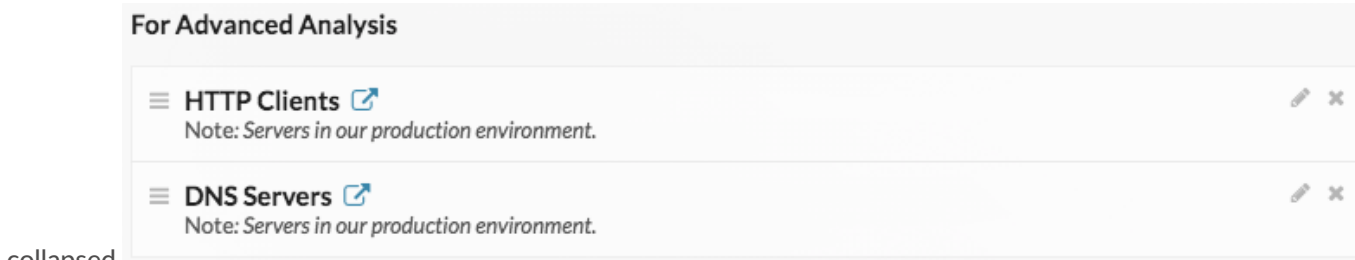 For Advanced Analysis
HTTP Clients
Note: Servers in our production environment.
DNS Servers
Note: Servers in our production environment.
collapsed